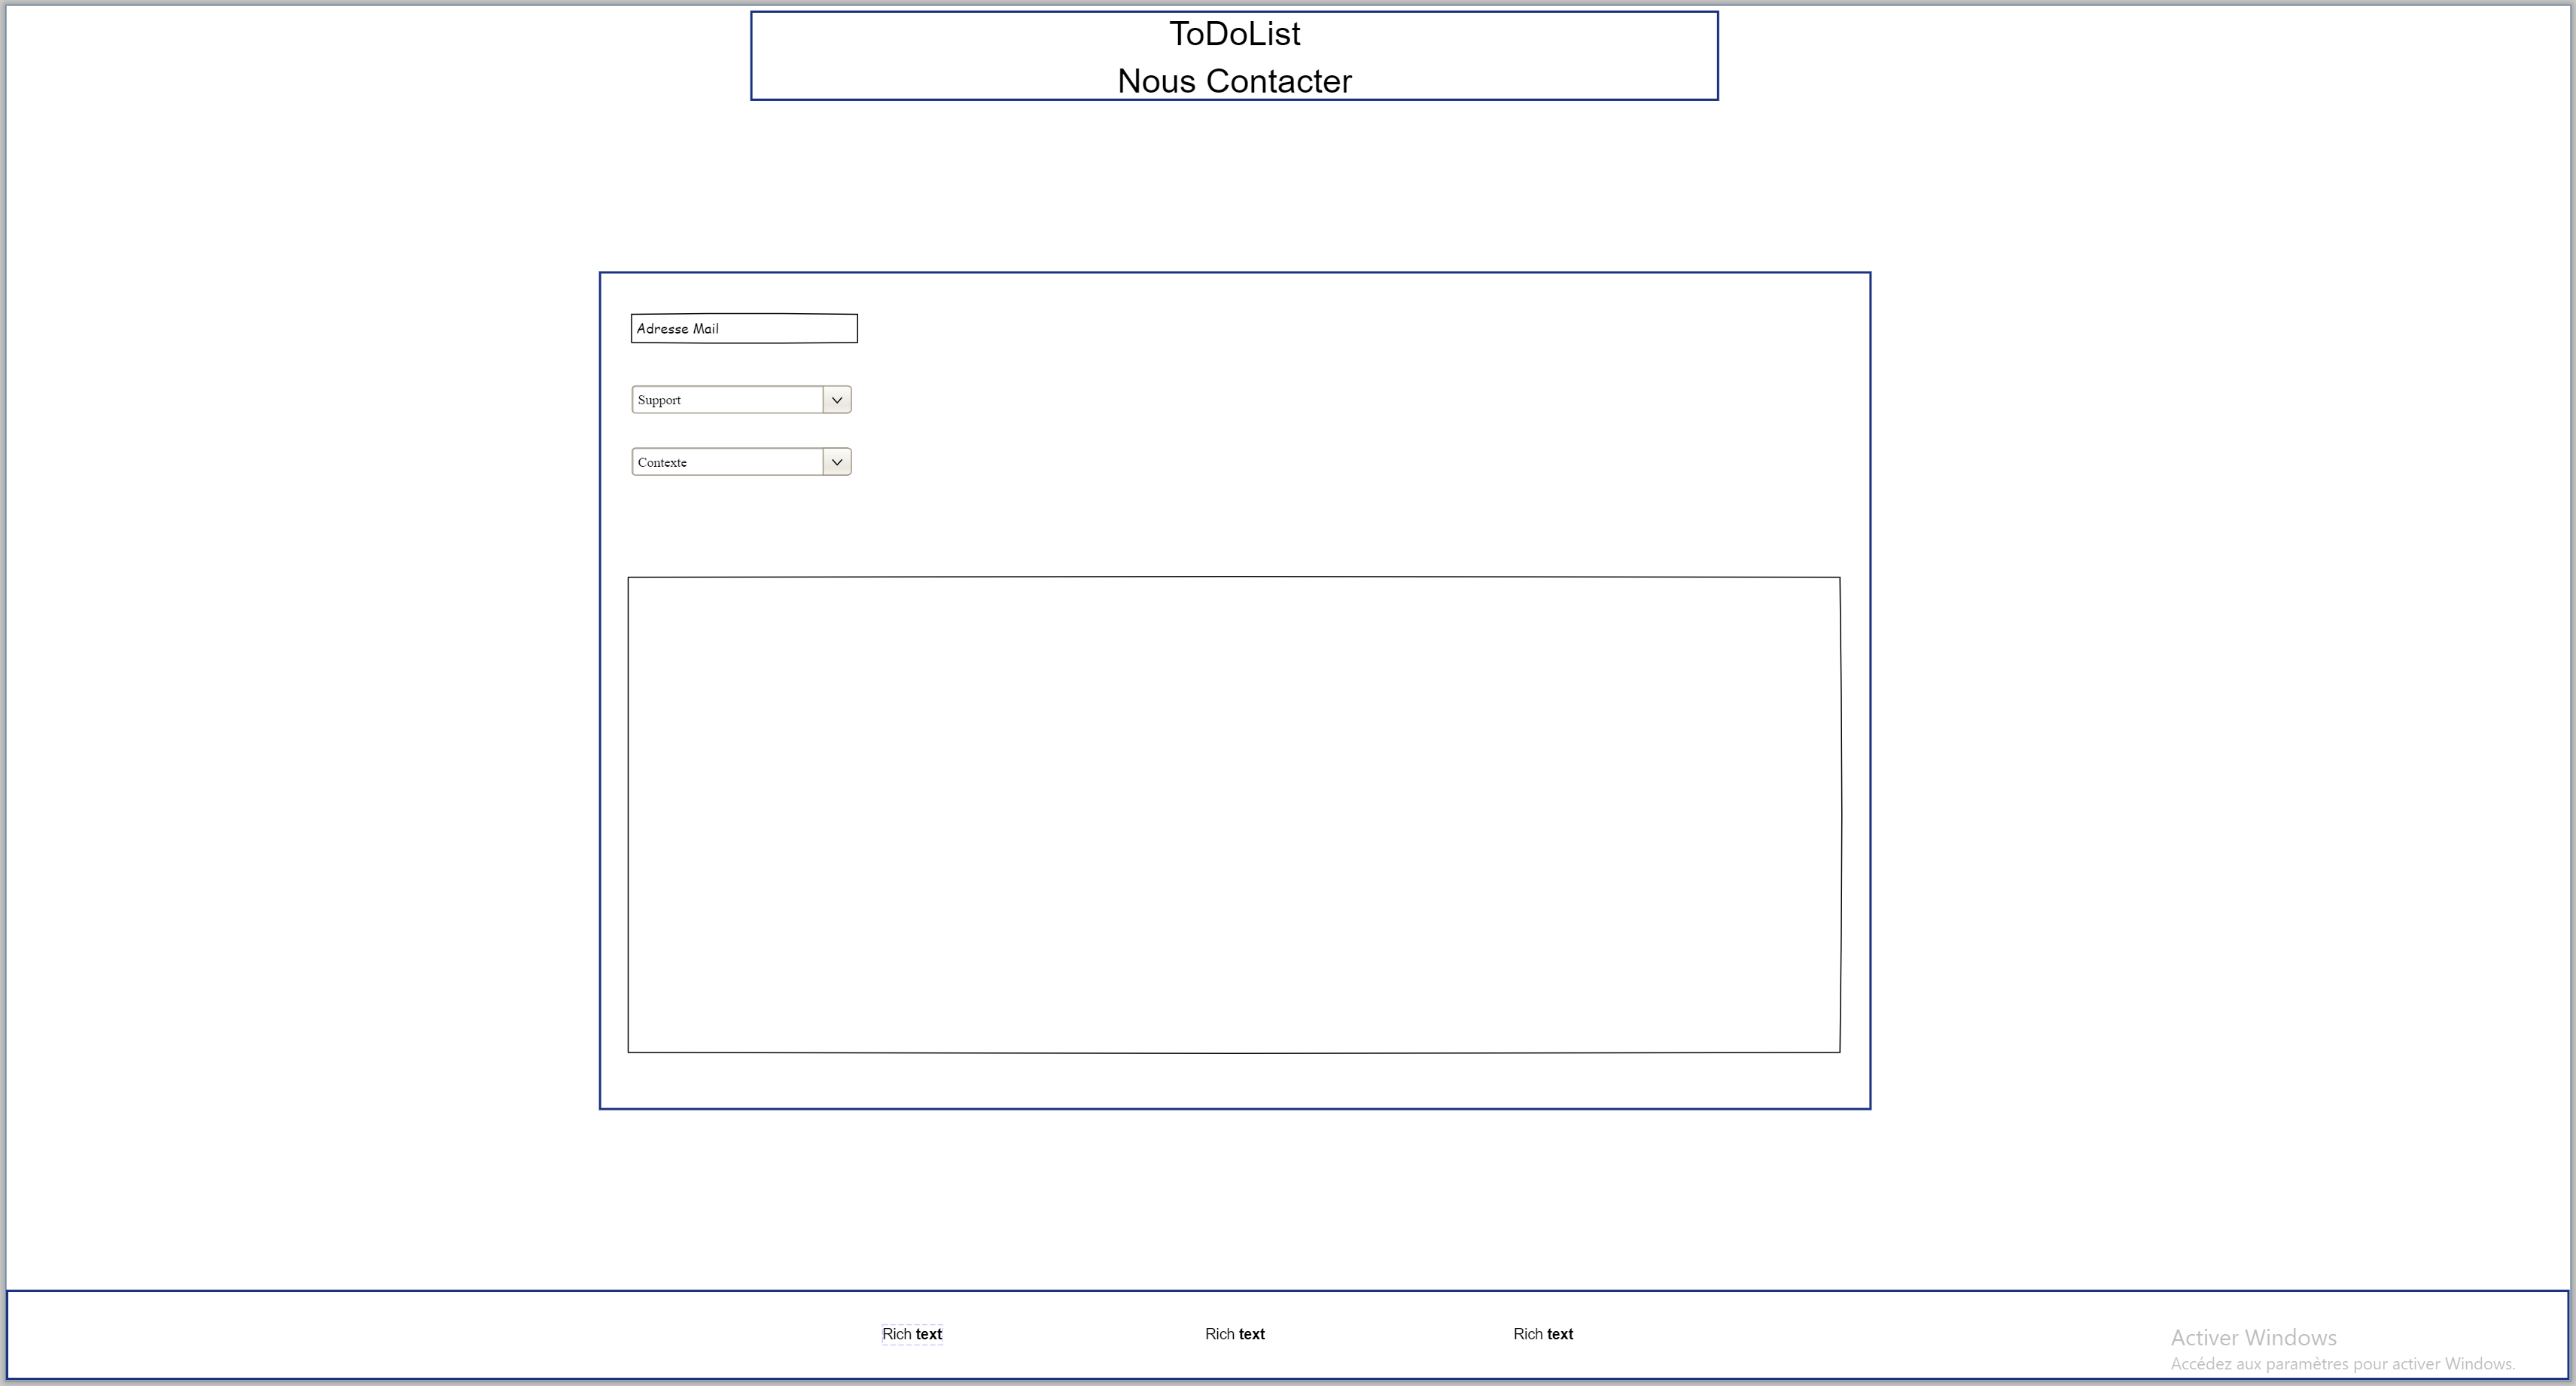 ToDoList
Nous Contacter
Adresse Mail
Support
Contexte
Rich text
Rich text
Rich text
Activer Windows
Accédez aux paramètres pour activer Windows.